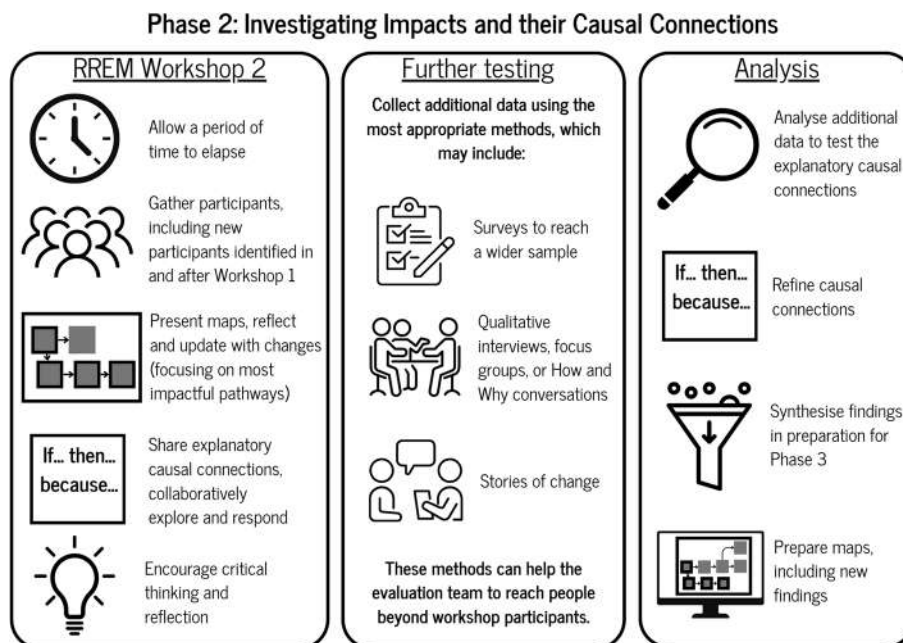 Phase 2: Investigating Impacts and their Causal Connections
RREM Workshop 2
Allow a period of
time to elapse
Gather participants,
including new
participants identified in
and after Workshop 1
Present maps, reflect
and update with changes
(focusing on most
impactful pathways)
If... then...
because...
Share explanatory
causal connections,
collaboratively
explore and respond
Encourage critical
thinking and
reflection
Further testing
Collect additional data using the
most appropriate methods, which
may include:
Surveys to reach
a wider sample
Qualitative
interviews, focus
groups, or How and
Why conversations
Stories of change
These methods can help the
evaluation team to reach people
beyond workshop participants.
Analysis
Analyse additional
data to test the
explanatory causal
connections
If... then...
because...
Refine causal
connections
Synthesise findings
in preparation for
Phase 3
Prepare maps,
including new
findings